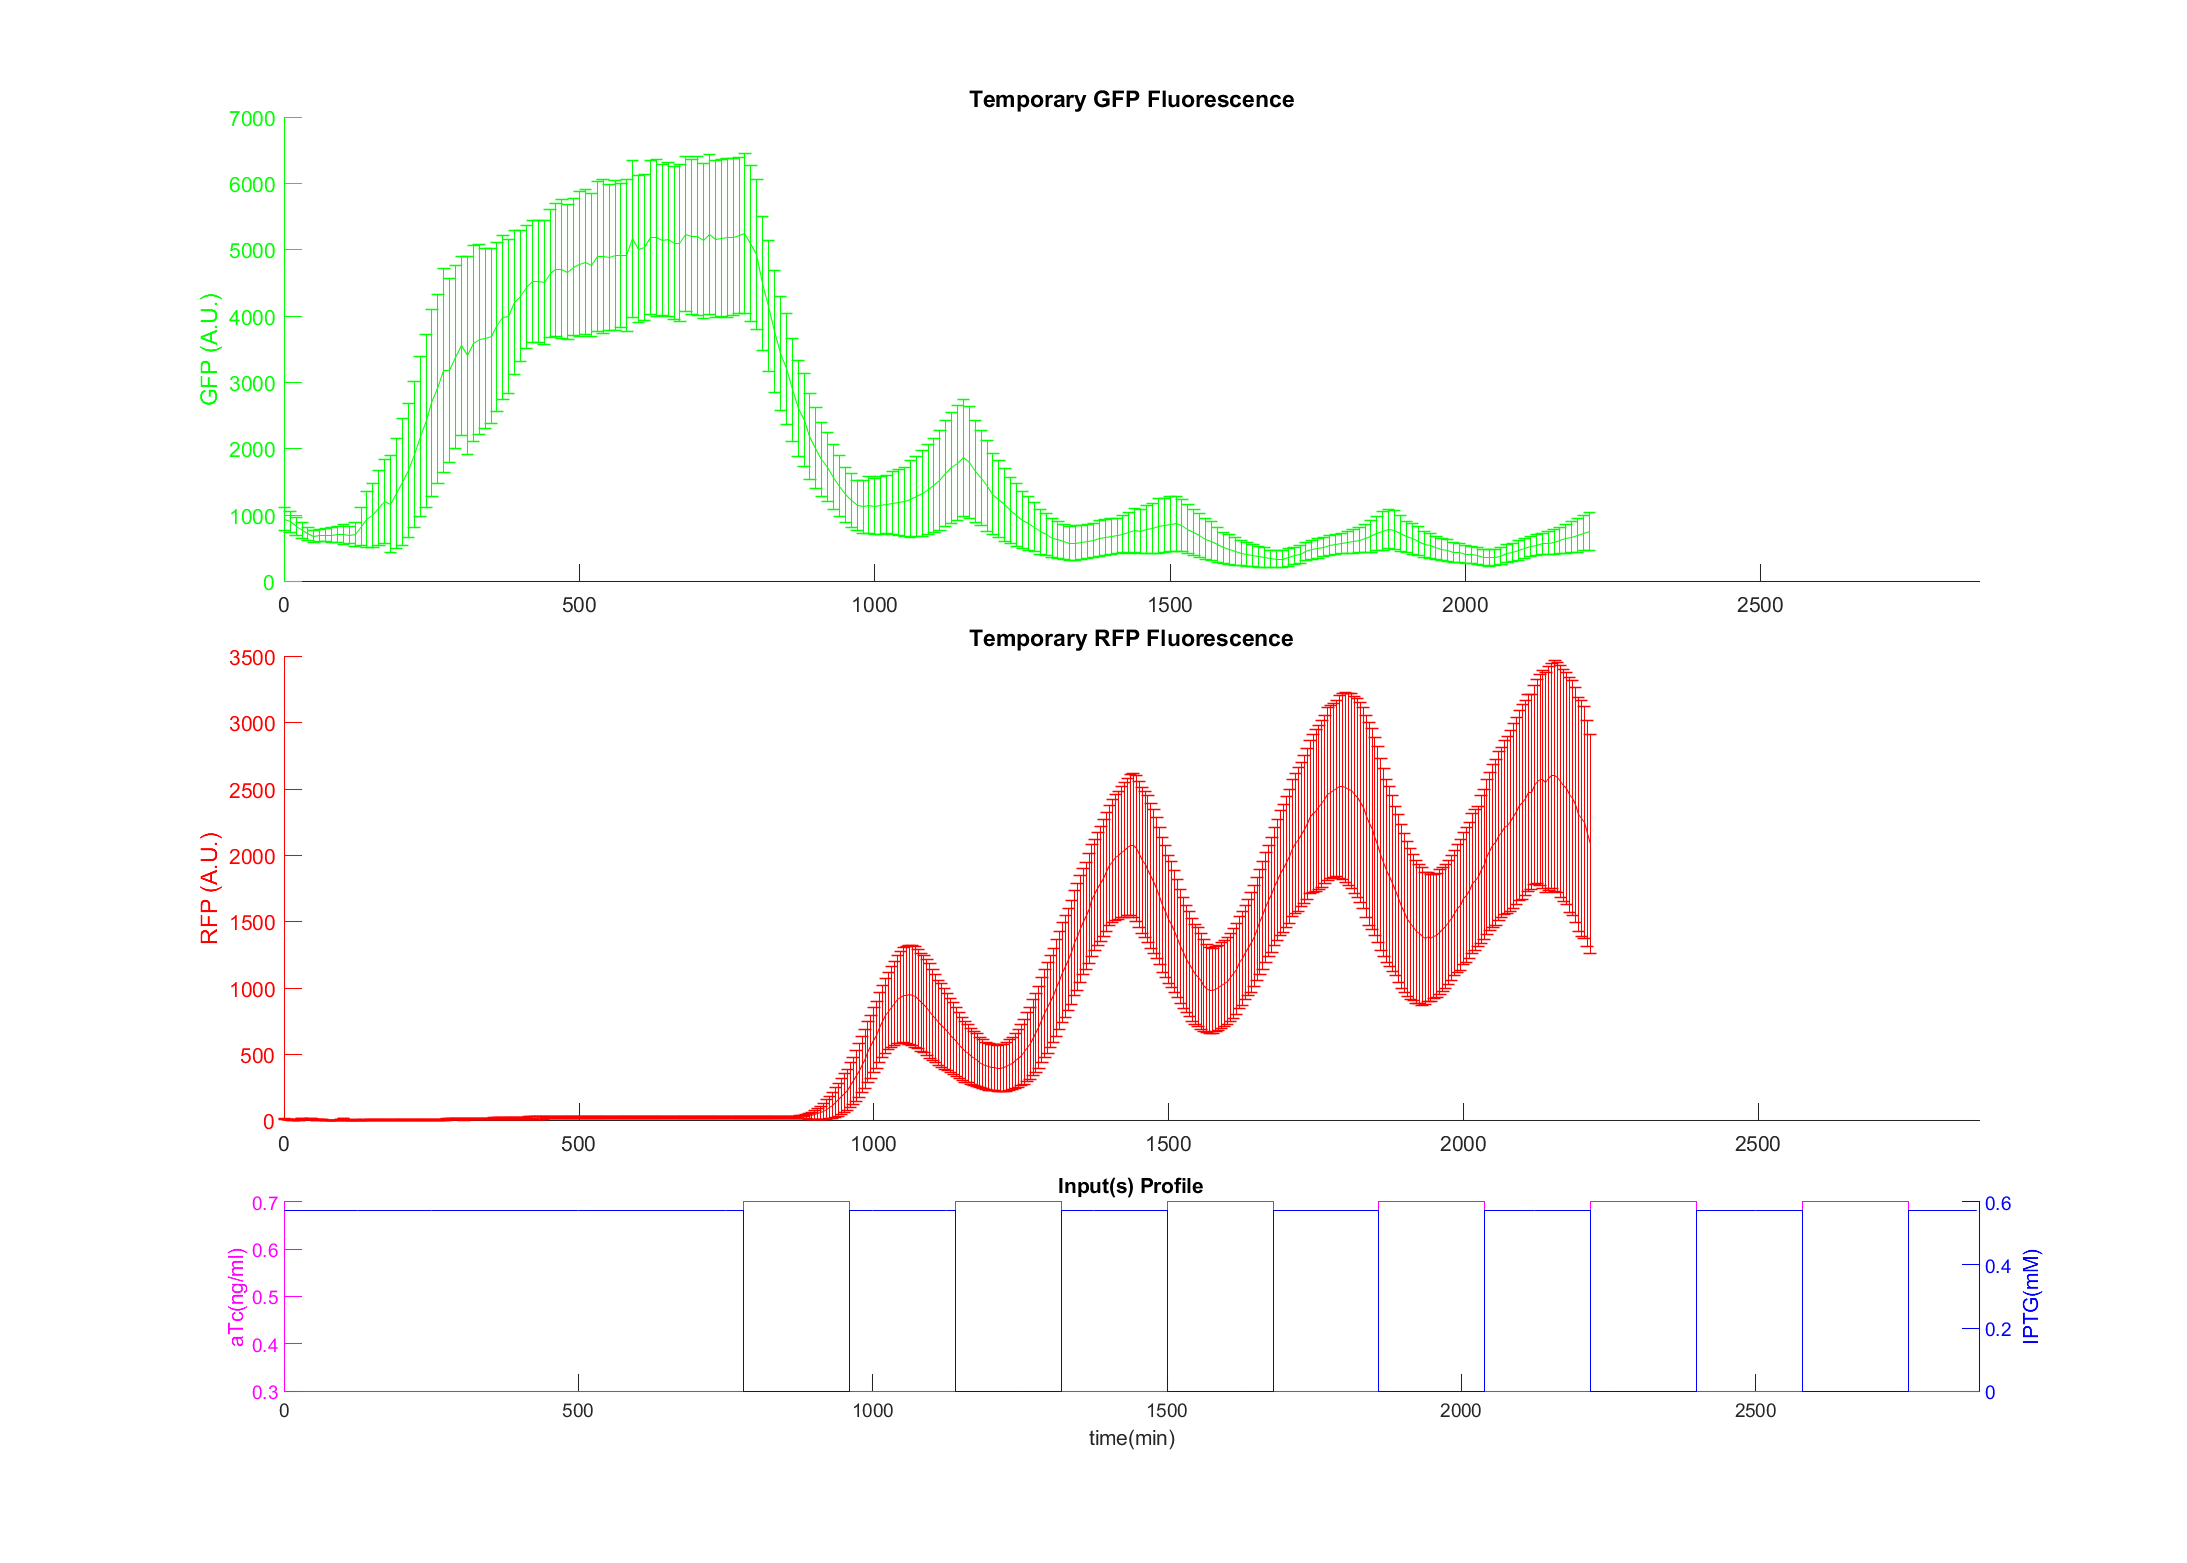 Temporary GFP Fluorescence
7000
6000
5000
4000
3000
2000
1000
0
GFP (A.U.)
0 500 1000 1500 2000 2500
Temporary RFP Fluorescence
3500
3000
2500
2000
1500
1000
500
0
RFP (A.U.)
0 500 1000 1500 2000 2500
Input(s) Profile
0.7
0.6
0.5
0.4
0.3
aTc(ng/ml)
0.6
0.4
0.2
0
IPTG(mM)
0 500 1000 1500 2000 2500
time(min)